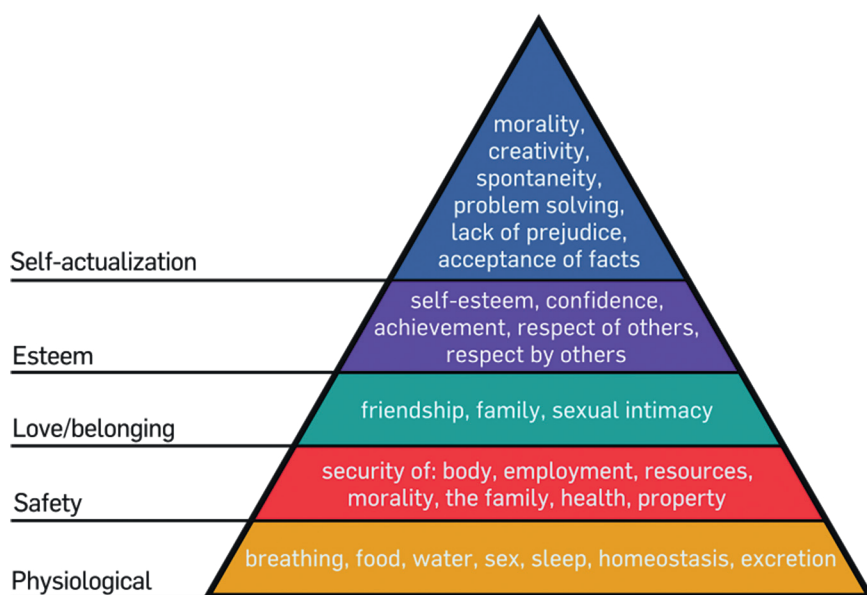 morality,
creativity,
spontaneity,
problem solving,
lack of prejudice,
acceptance of facts
Self-actualization
self-esteem, confidence,
achievement, respect of others,
respect by others
Esteem
friendship, family, sexual intimacy
Love/belonging
security of: body, employment, resources,
morality, the family, health, property
Safety
breathing, food, water, sex, sleep, homeostasis, excretion
Physiological